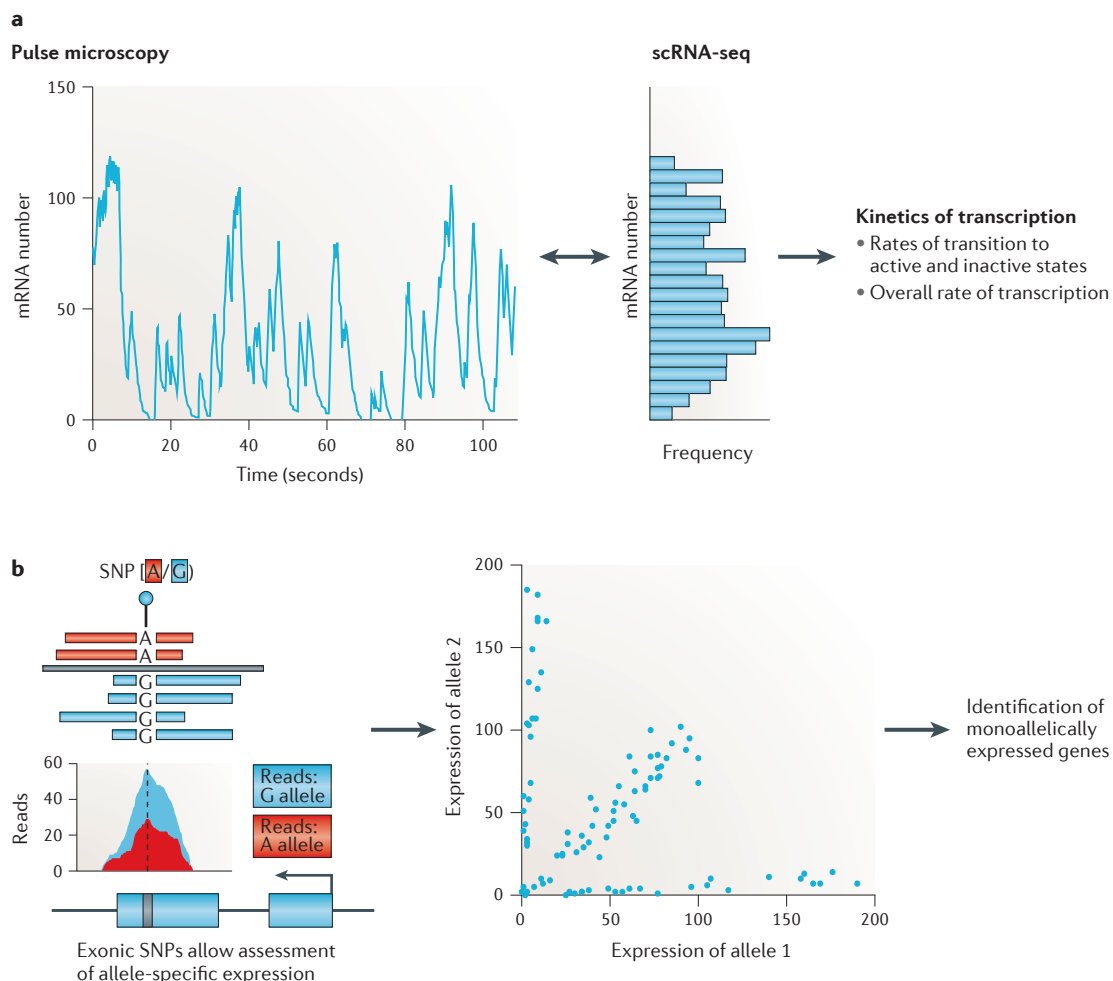 a
Pulse microscopy
scRNA-seq
mRNA number
150
100
50
0
0
20
40
60
80
100
Time (seconds)
mRNA number
Frequency
Kinetics of transcription
• Rates of transition to
active and inactive states
• Overall rate of transcription
b
SNP [A/G)
A
A
G
G
G
G
Reads
60
40
20
0
Reads:
G allele
Reads:
A allele
Exonic SNPs allow assessment
of allele-specific expression
Expression of allele 2
200
150
100
50
0
0
50
100
150
200
Expression of allele 1
Identification of
monoallelically
expressed genes